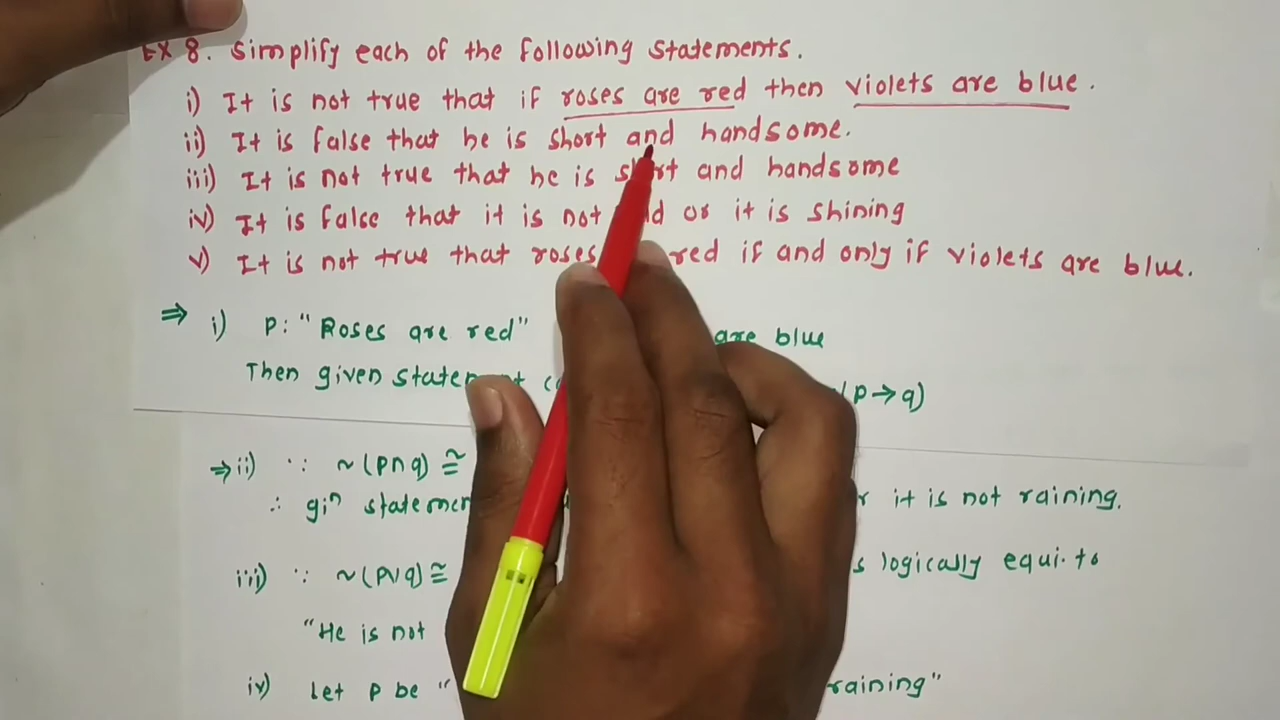 Ex 8. Simplify each of the following statements.
i) It is not true that if roses are red then violets are blue.
ii) It is false that he is short and handsome.
iii) It is not true that he is short and handsome
iv) It is false that it is not or it is shining
v) It is not true that roses red if and only if violets are blue.
⇒ i) P: "Roses are red" are blue
Then given statement (P→q)
⇒ ii) ∵ ~(p∩q) ≅
∴ giⁿ statement it is not raining.
iii) ∵ ~(p∨q) ≅ logically equi. to
"He is not
iv) Let p be " raining"